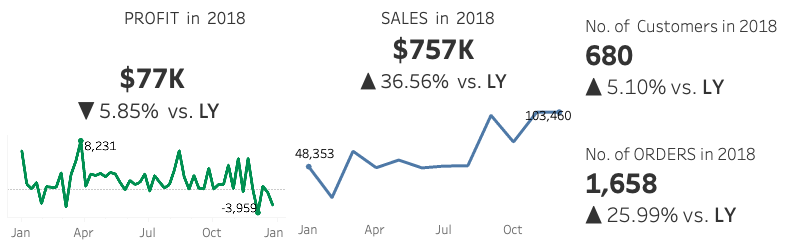 PROFIT in 2018
$77K
▼ 5.85% vs. LY
8,231
-3,959
Jan Apr Jul Oct Jan
SALES in 2018
$757K
▲ 36.56% vs. LY
48,353
103,460
Jan Apr Jul Oct
No. of Customers in 2018
680
▲ 5.10% vs. LY
No. of ORDERS in 2018
1,658
▲ 25.99% vs. LY